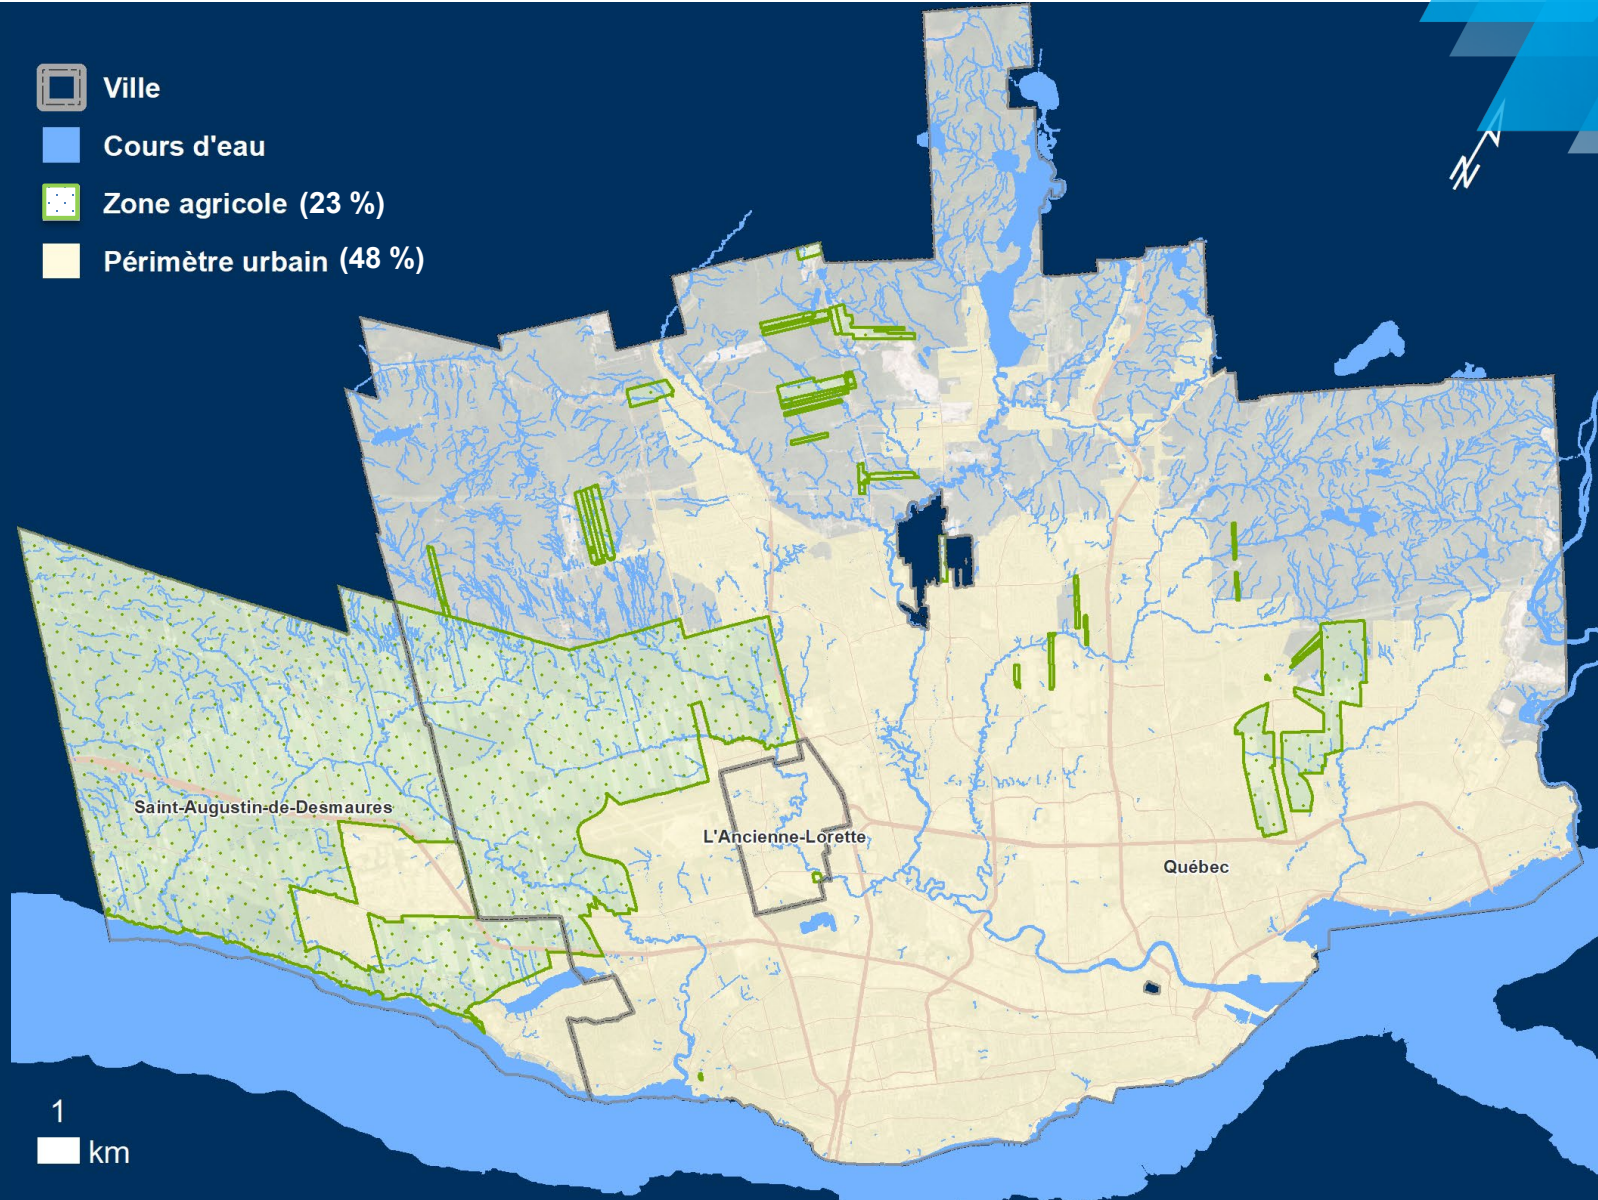 Ville
Cours d'eau
Zone agricole (23 %)
Périmètre urbain (48 %)
N
Saint-Augustin-de-Desmaures
L'Ancienne-Lorette
Québec
1
km